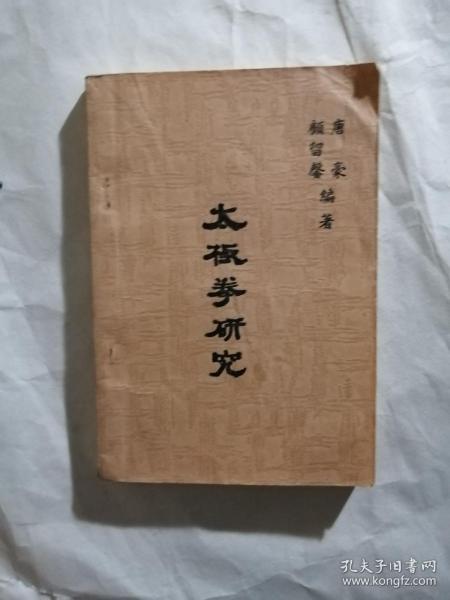 唐豪
顾留馨
编著
太极拳研究
孔夫子旧书网
www.kongfz.com